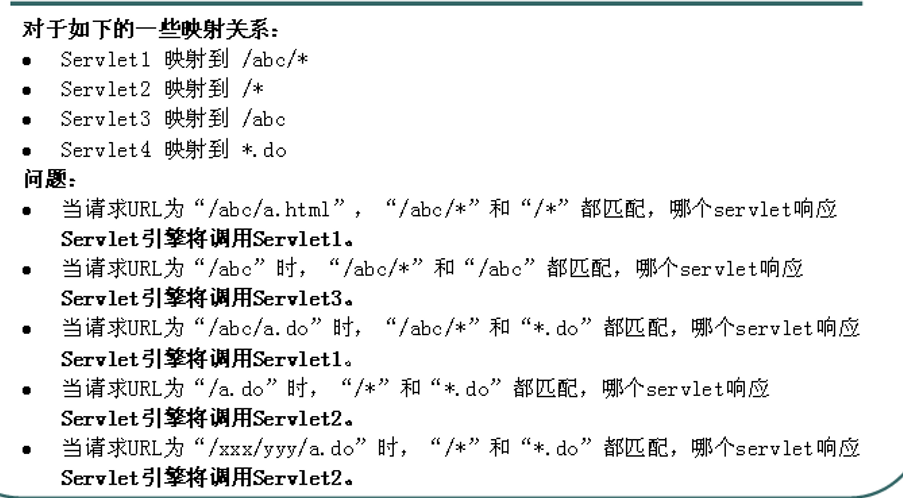 对于如下的一些映射关系：
• Servlet1 映射到 /abc/*
• Servlet2 映射到 /*
• Servlet3 映射到 /abc
• Servlet4 映射到 *.do
问题：
• 当请求URL为“/abc/a.html”，“/abc/*”和“/*”都匹配，哪个servlet响应
Servlet引擎将调用Servlet1。
• 当请求URL为“/abc”时，“/abc/*”和“/abc”都匹配，哪个servlet响应
Servlet引擎将调用Servlet3。
• 当请求URL为“/abc/a.do”时，“/abc/*”和“*.do”都匹配，哪个servlet响应
Servlet引擎将调用Servlet1。
• 当请求URL为“/a.do”时，“/*”和“*.do”都匹配，哪个servlet响应
Servlet引擎将调用Servlet2。
• 当请求URL为“/xxx/yyy/a.do”时，“/*”和“*.do”都匹配，哪个servlet响应
Servlet引擎将调用Servlet2。